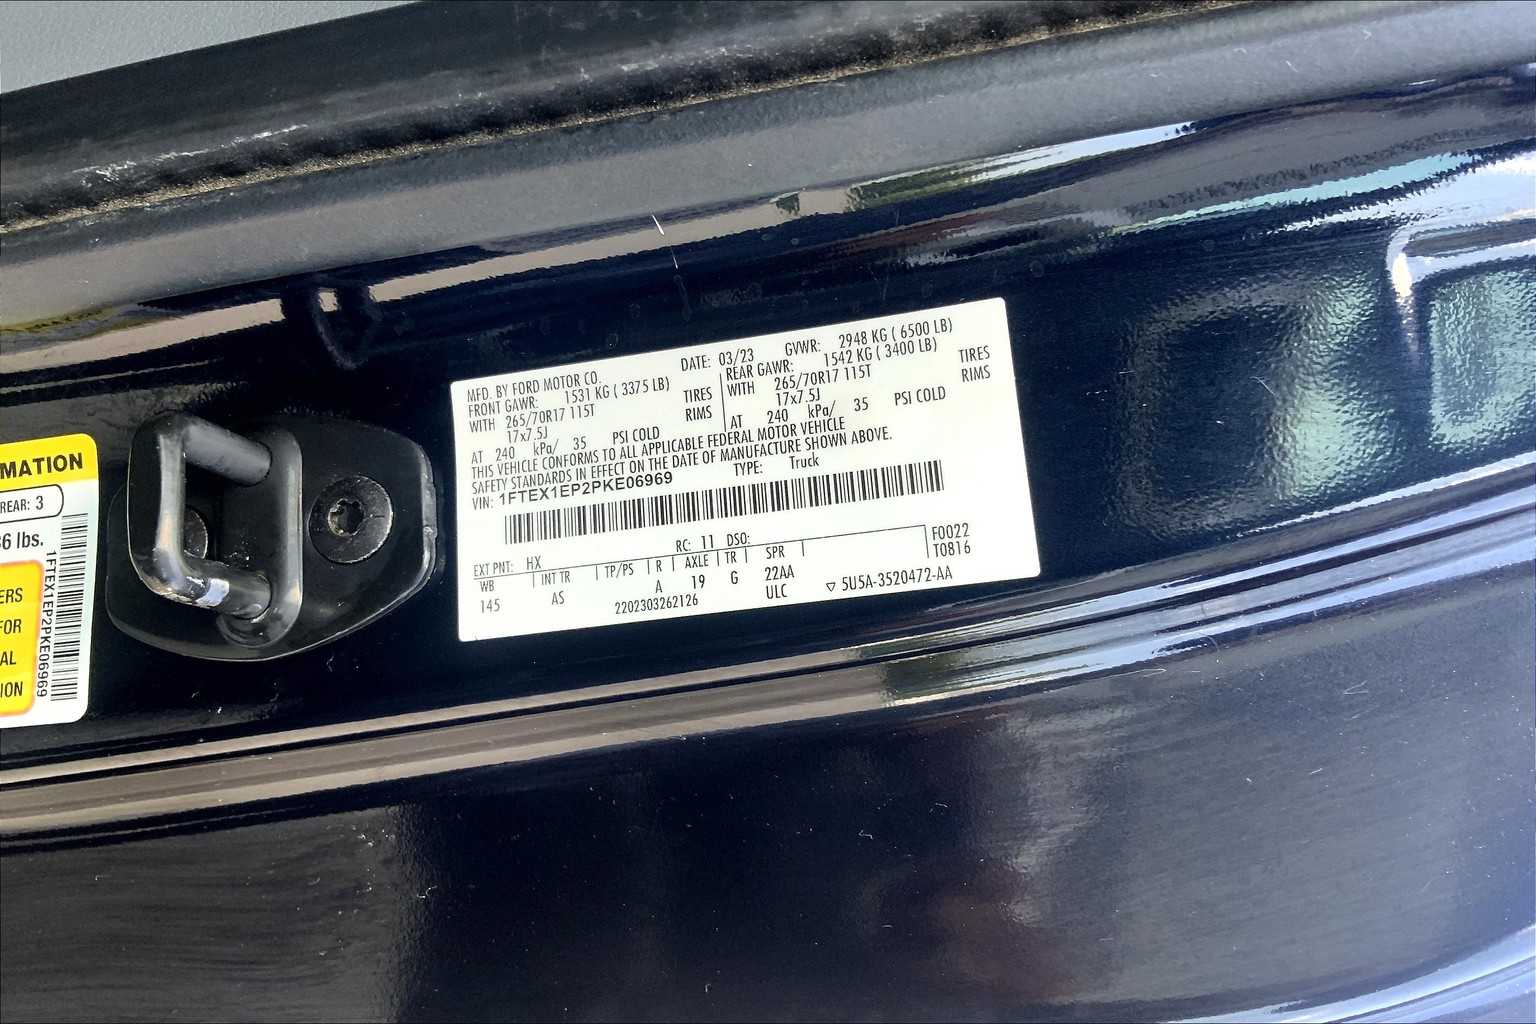 MATION
REAR: 3
6 lbs.
ERS
FOR
AL
ION
1FTEX1EP2PKE06969
MFD. BY FORD MOTOR CO.
DATE: 03/23
GVWR: 2948 KG ( 6500 LB)
FRONT GAWR: 1531 KG ( 3375 LB)
WITH 265/70R17 115T TIRES
17x7.5J RIMS
AT 240 kPa/ 35 PSI COLD
REAR GAWR: 1542 KG ( 3400 LB)
WITH 265/70R17 115T TIRES
17x7.5J RIMS
AT 240 kPa/ 35 PSI COLD
THIS VEHICLE CONFORMS TO ALL APPLICABLE FEDERAL MOTOR VEHICLE
SAFETY STANDARDS IN EFFECT ON THE DATE OF MANUFACTURE SHOWN ABOVE.
VIN: 1FTEX1EP2PKE06969
TYPE: Truck
EXT PNT: HX RC: 11 DSO: F0022
WB INT TR TP/PS R AXLE TR SPR T0816
145 AS A 19 G 22AA
2202303262126 ULC ▽ 5U5A-3520472-AA